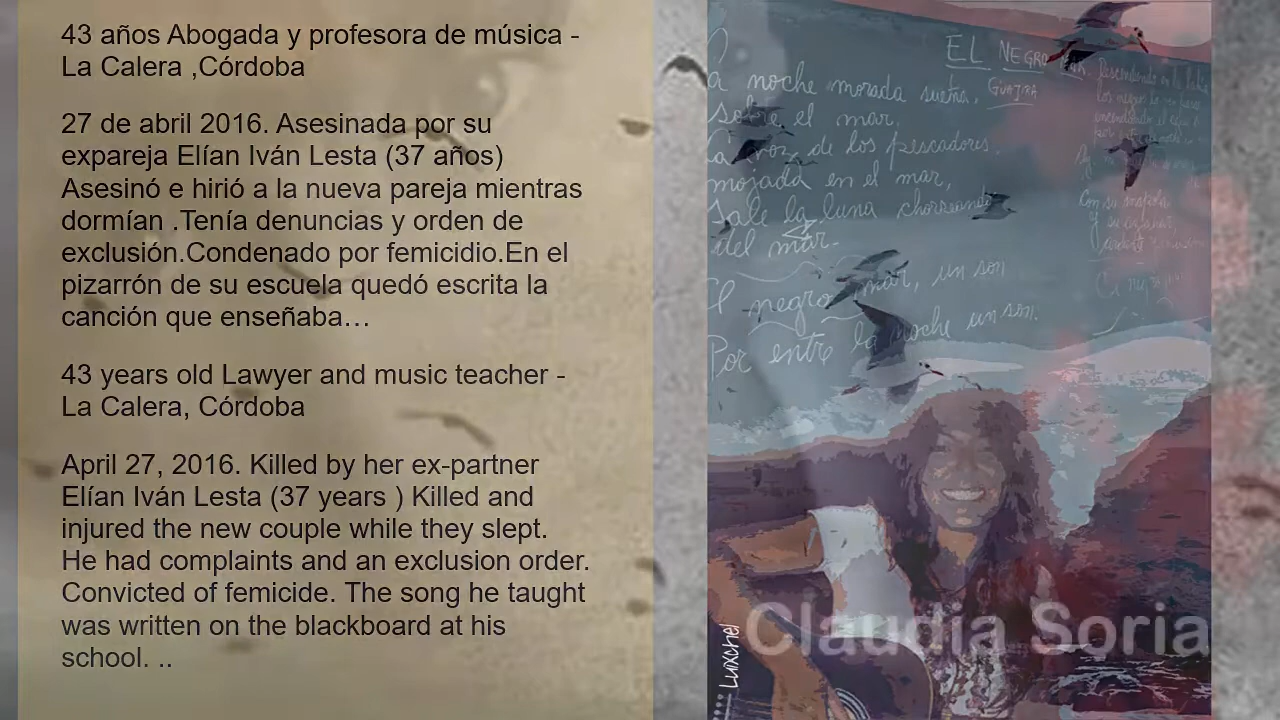 43 años Abogada y profesora de música -
La Calera ,Córdoba
27 de abril 2016. Asesinada por su
expareja Elían Iván Lesta (37 años)
Asesinó e hirió a la nueva pareja mientras
dormían .Tenía denuncias y orden de
exclusión.Condenado por femicidio.En el
pizarrón de su escuela quedó escrita la
canción que enseñaba…
43 years old Lawyer and music teacher -
La Calera, Córdoba
April 27, 2016. Killed by her ex-partner
Elían Iván Lesta (37 years ) Killed and
injured the new couple while they slept.
He had complaints and an exclusion order.
Convicted of femicide. The song he taught
was written on the blackboard at his
school. ..
EL NEGRO
GUAJIRA
a noche morada sueña,
sobre el mar.
La voz de los pescadores,
mojada en el mar,
Sale la luna chorreando
del mar.
El negro mar, un son
Por entre la noche un son.
Claudia Soria
Luixchel